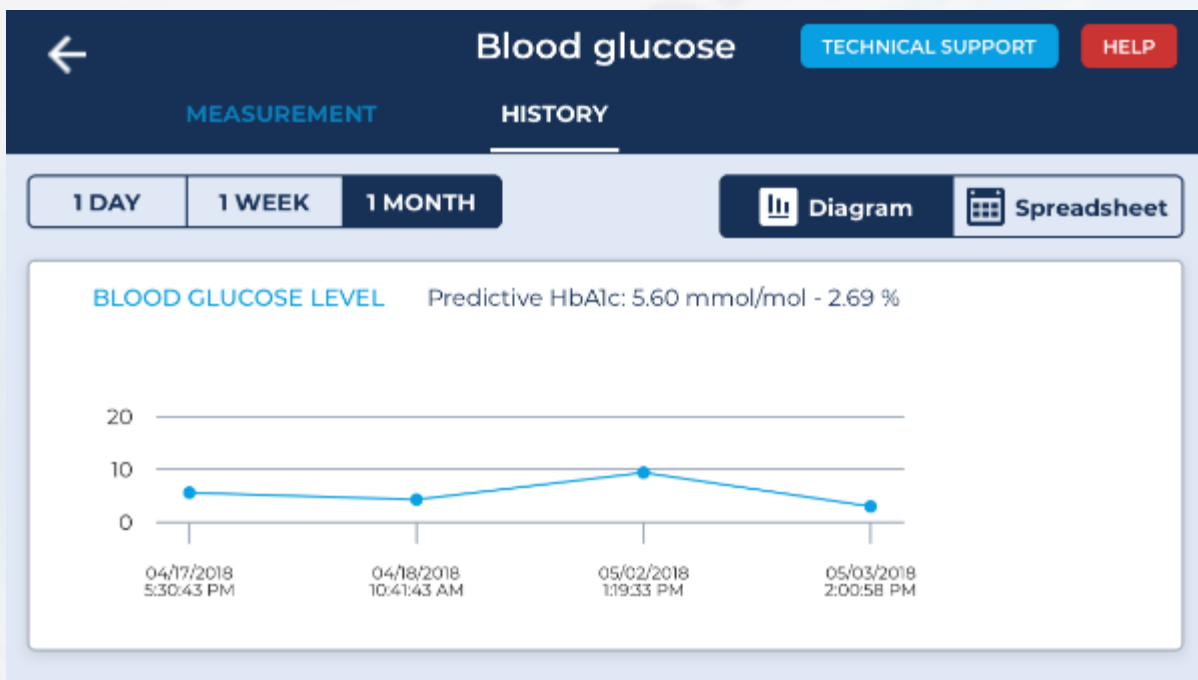 Blood glucose
TECHNICAL SUPPORT
HELP
MEASUREMENT
HISTORY
1 DAY
1 WEEK
1 MONTH
Diagram
Spreadsheet
BLOOD GLUCOSE LEVEL
Predictive HbA1c: 5.60 mmol/mol - 2.69 %
20
10
0
04/17/2018
5:30:43 PM
04/18/2018
10:41:43 AM
05/02/2018
1:19:33 PM
05/03/2018
2:00:58 PM